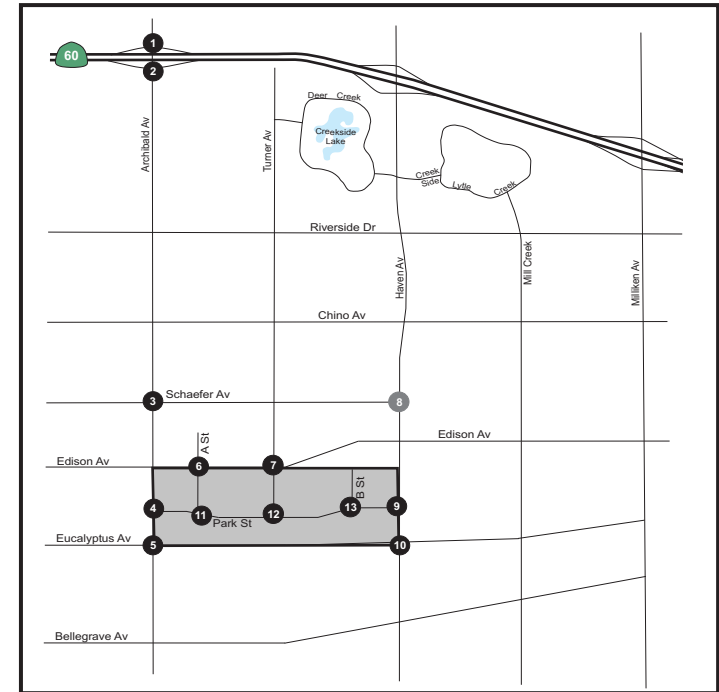 1
60
2
Deer Creek
Creekside
Lake
Archibald Av
Turner Av
Creek
Side
Lytle Creek
Riverside Dr
Haven Av
Mill Creek
Milliken Av
Chino Av
3
Schaefer Av
8
A St
Edison Av
Edison Av
6
7
B St
4
11
Park St
12
13
9
Eucalyptus Av
5
10
Bellegrave Av